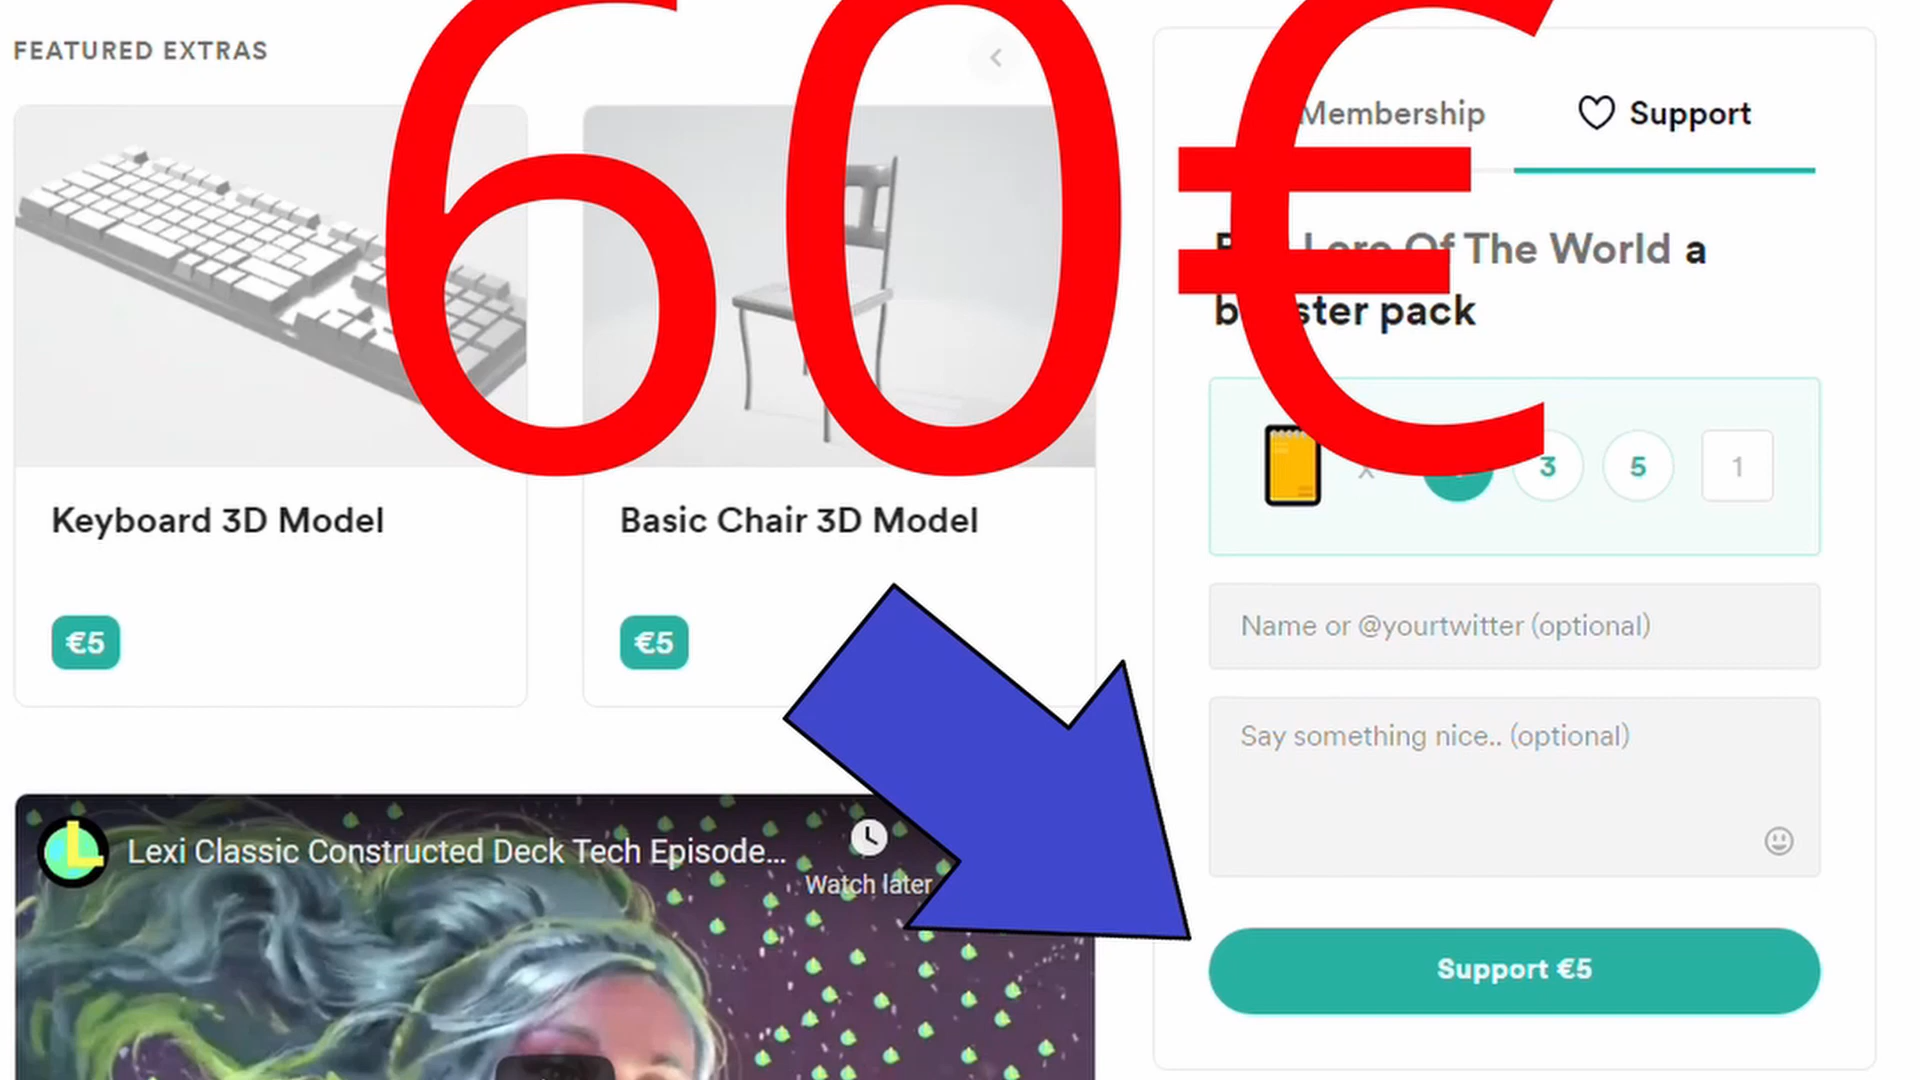 60€
FEATURED EXTRAS
Membership
Support
Lore Of The World a
booster pack
x
3
5
1
Keyboard 3D Model
Basic Chair 3D Model
€5
€5
Name or @yourtwitter (optional)
Say something nice.. (optional)
Lexi Classic Constructed Deck Tech Episode...
Watch later
Support €5